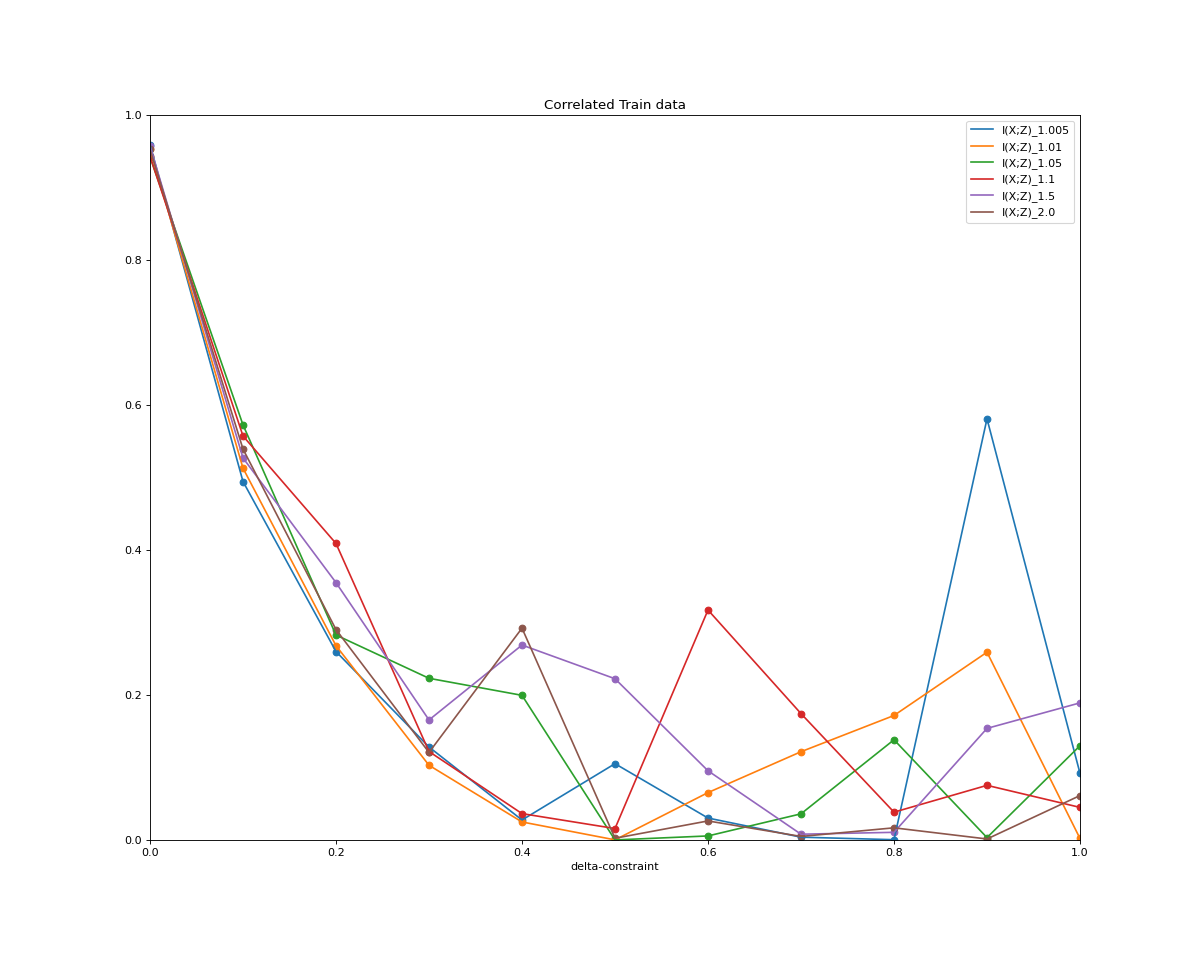 Correlated Train data
1.0
0.8
0.6
0.4
0.2
0.0
I(X;Z)_1.005
I(X;Z)_1.01
I(X;Z)_1.05
I(X;Z)_1.1
I(X;Z)_1.5
I(X;Z)_2.0
0.0 0.2 0.4 0.6 0.8 1.0
delta-constraint